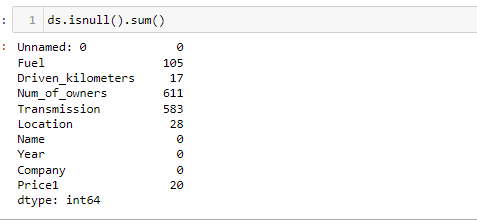 : 1 ds.isnull().sum()
: Unnamed: 0 0
Fuel 105
Driven_kilometers 17
Num_of_owners 611
Transmission 583
Location 28
Name 0
Year 0
Company 0
Price1 20
dtype: int64